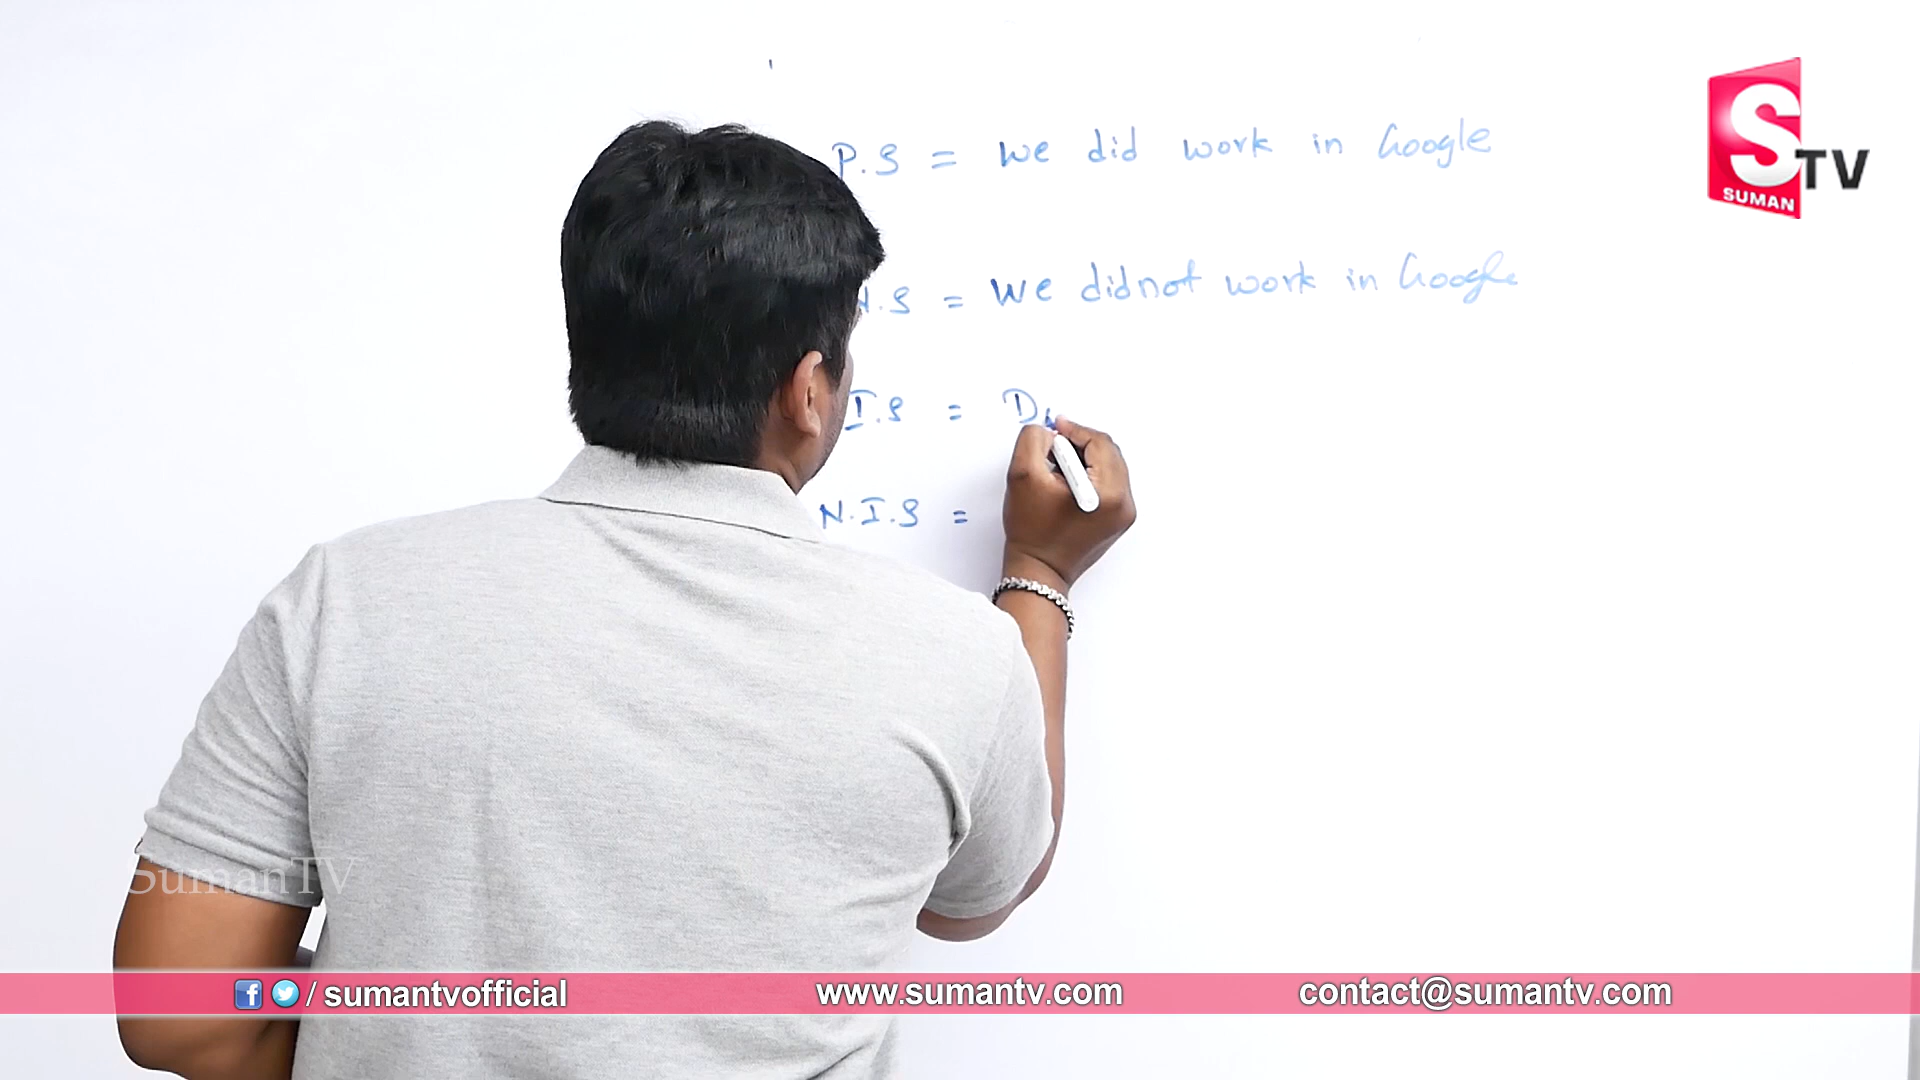 P.S = We did work in Google
N.S = We didnot work in Google
I.S = D
N.I.S =
S TV
SUMAN
SumanTV
/ sumantvofficial
www.sumantv.com
contact@sumantv.com